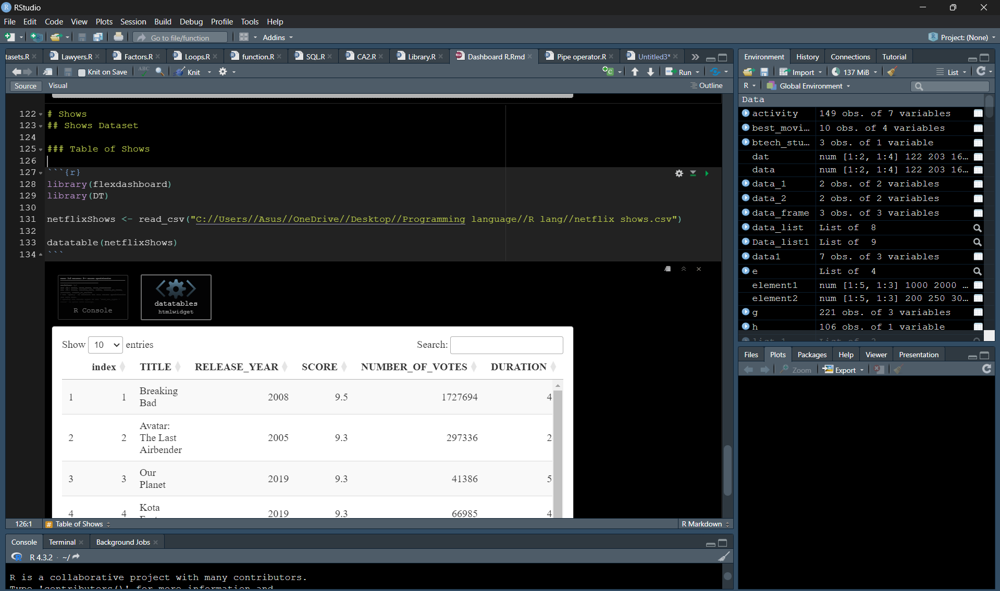 RStudio
File Edit Code View Plots Session Build Debug Profile Tools Help
Go to file/function Addins Project: (None)
tasets.R Lawyers.R Factors.R Loops.R function.R SQL.R CA2.R Library.R Dashboard R.Rmd Pipe operator.R Untitled3*
Knit on Save ABC Knit Run
Source Visual Outline
122 # Shows
123 ## Shows Dataset
124
125 ### Table of Shows
126
127 ```{r}
128 library(flexdashboard)
129 library(DT)
130
131 netflixShows <- read_csv("C://Users//Asus//OneDrive//Desktop//Programming language//R lang//netflix shows.csv")
132
133 datatable(netflixShows)
134 ```
R Console
datatables
htmlwidget
Show 10 entries Search:
index TITLE RELEASE_YEAR SCORE NUMBER_OF_VOTES DURATION
1 1 Breaking Bad 2008 9.5 1727694 4
2 2 Avatar: The Last Airbender 2005 9.3 297336 2
3 3 Our Planet 2019 9.3 41386 5
4 4 Kota 2019 9.3 66985 4
126:1 # Table of Shows R Markdown
Console Terminal Background Jobs
R 4.3.2 · ~/
R is a collaborative project with many contributors.
Type 'contributors()' for more information and
Environment History Connections Tutorial
Import 137 MiB List
R Global Environment
Data
activity 149 obs. of 7 variables
best_movi… 10 obs. of 4 variables
btech_stu… 3 obs. of 1 variable
dat num [1:2, 1:4] 122 203 16…
data num [1:2, 1:4] 122 203 16…
data_1 2 obs. of 2 variables
data_2 2 obs. of 2 variables
data_frame 3 obs. of 3 variables
data_list List of 8
Data_list1 List of 9
data1 7 obs. of 3 variables
e List of 4
element1 num [1:5, 1:3] 1000 2000 …
element2 num [1:5, 1:3] 200 250 30…
g 221 obs. of 3 variables
h 106 obs. of 1 variable
Files Plots Packages Help Viewer Presentation
Zoom Export